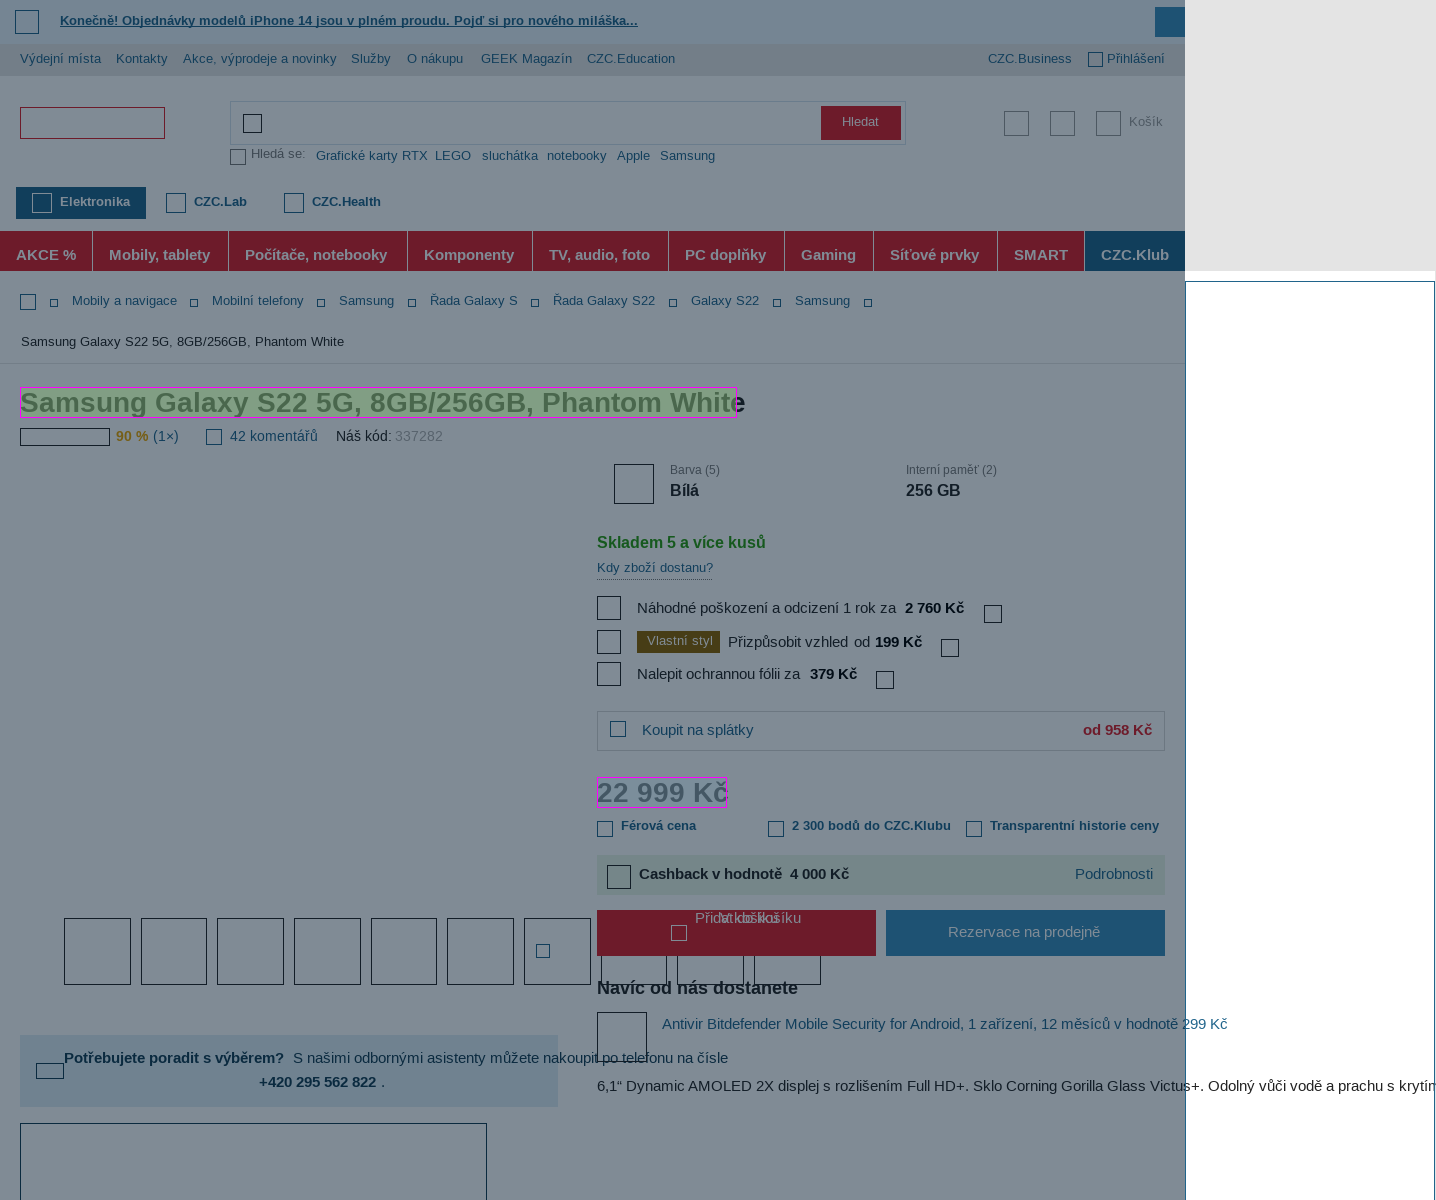 Konečně! Objednávky modelů iPhone 14 jsou v plném proudu. Pojď si pro nového miláška...
Výdejní místa Kontakty Akce, výprodeje a novinky Služby O nákupu GEEK Magazín CZC.Education CZC.Business Přihlášení
Hledat Košík
Hledá se: Grafické karty RTX LEGO sluchátka notebooky Apple Samsung
Elektronika CZC.Lab CZC.Health
AKCE % Mobily, tablety Počítače, notebooky Komponenty TV, audio, foto PC doplňky Gaming Síťové prvky SMART CZC.Klub
Mobily a navigace Mobilní telefony Samsung Řada Galaxy S Řada Galaxy S22 Galaxy S22 Samsung
Samsung Galaxy S22 5G, 8GB/256GB, Phantom White
Samsung Galaxy S22 5G, 8GB/256GB, Phantom White
90 % (1×) 42 komentářů Náš kód: 337282
Barva (5) Interní paměť (2)
Bílá 256 GB
Skladem 5 a více kusů
Kdy zboží dostanu?
Náhodné poškození a odcizení 1 rok za 2 760 Kč
Vlastní styl Přizpůsobit vzhled od 199 Kč
Nalepit ochrannou fólii za 379 Kč
Koupit na splátky od 958 Kč
22 999 Kč
Férová cena 2 300 bodů do CZC.Klubu Transparentní historie ceny
Cashback v hodnotě 4 000 Kč Podrobnosti
Přidat do košíku V košíku
Rezervace na prodejně
Navíc od nás dostanete
Antivir Bitdefender Mobile Security for Android, 1 zařízení, 12 měsíců v hodnotě 299 Kč
Potřebujete poradit s výběrem? S našimi odbornými asistenty můžete nakoupit po telefonu na čísle
+420 295 562 822 .
6,1“ Dynamic AMOLED 2X displej s rozlišením Full HD+. Sklo Corning Gorilla Glass Victus+. Odolný vůči vodě a prachu s